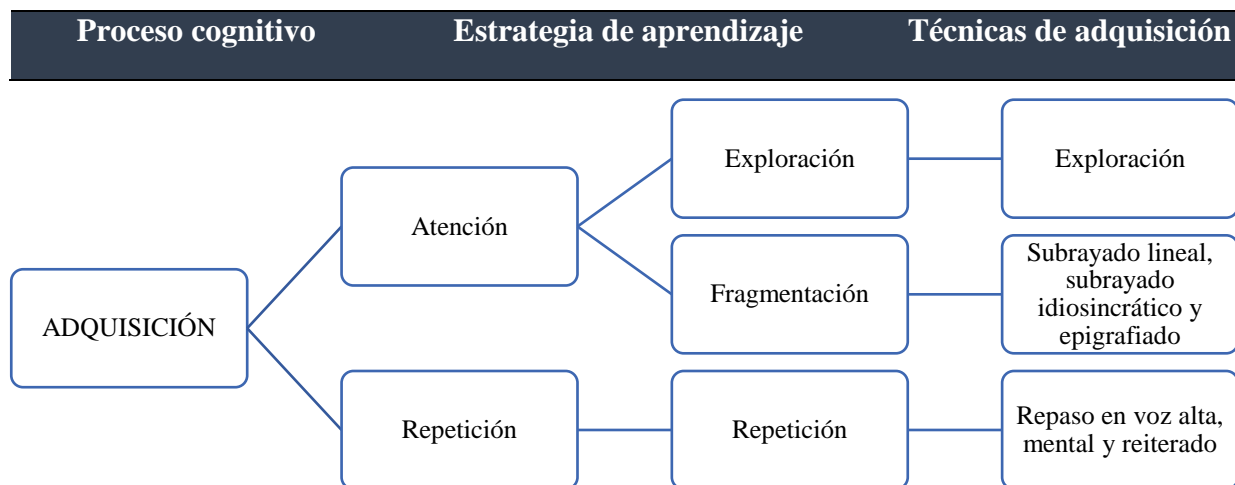 Proceso cognitivo Estrategia de aprendizaje Técnicas de adquisición
Exploración
Exploración
Atención
Fragmentación
Subrayado lineal,
subrayado
idiosincrático y
epigrafiado
ADQUISICIÓN
Repetición
Repetición
Repaso en voz alta,
mental y reiterado